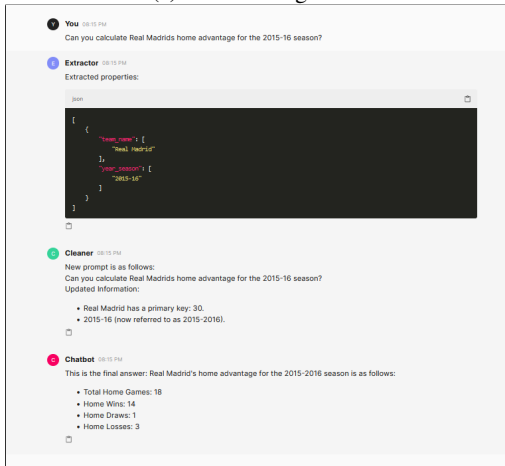 Y You 08:15 PM
Can you calculate Real Madrids home advantage for the 2015-16 season?
E Extractor 08:15 PM
Extracted properties:
json
[
{
"team_name": [
"Real Madrid"
],
"year_season": [
"2015-16"
]
}
]
C Cleaner 08:15 PM
New prompt is as follows:
Can you calculate Real Madrids home advantage for the 2015-16 season?
Updated Information:
• Real Madrid has a primary key: 30.
• 2015-16 (now referred to as 2015-2016).
C Chatbot 08:15 PM
This is the final answer: Real Madrid's home advantage for the 2015-2016 season is as follows:
• Total Home Games: 18
• Home Wins: 14
• Home Draws: 1
• Home Losses: 3